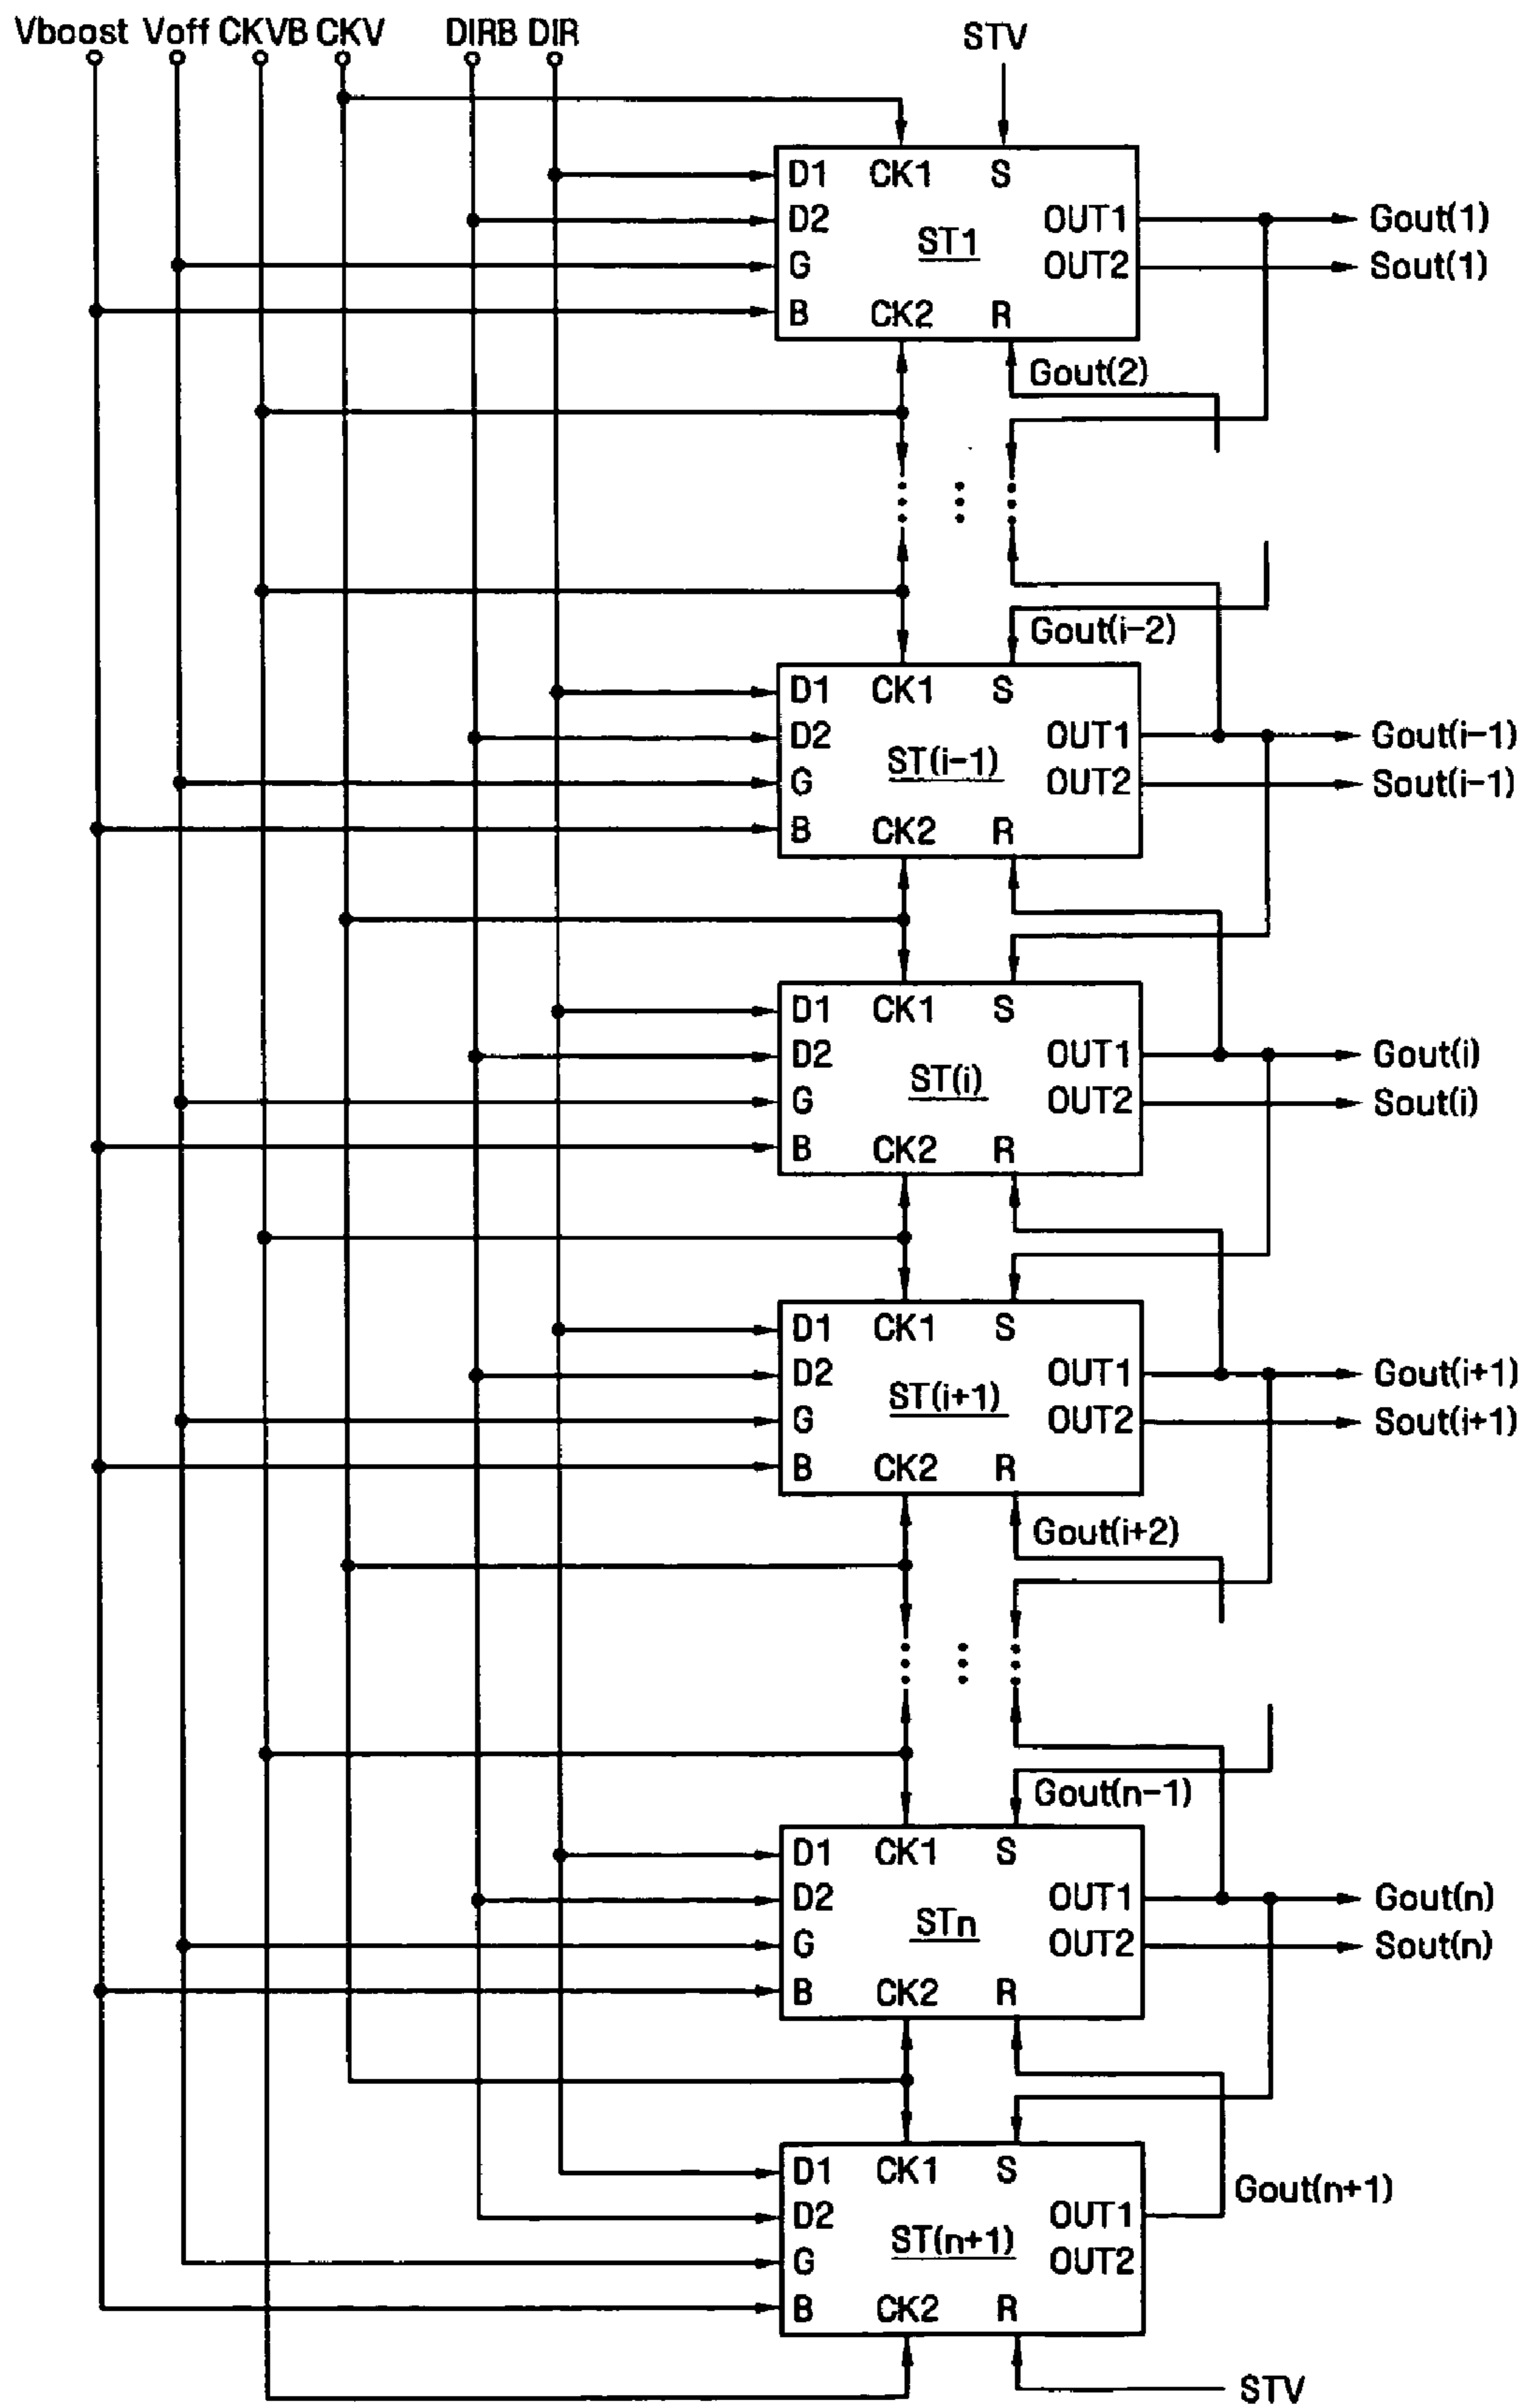 Vboost Voff CKVB CKV DIRB DIR STV
D1 CK1 S
D2 OUT1 Gout(1)
ST1
G OUT2 Sout(1)
B CK2 R
Gout(2)
Gout(i-2)
D1 CK1 S
D2 OUT1 Gout(i-1)
ST(i-1)
G OUT2 Sout(i-1)
B CK2 R
D1 CK1 S
D2 OUT1 Gout(i)
ST(i)
G OUT2 Sout(i)
B CK2 R
D1 CK1 S
D2 OUT1 Gout(i+1)
ST(i+1)
G OUT2 Sout(i+1)
B CK2 R
Gout(i+2)
Gout(n-1)
D1 CK1 S
D2 OUT1 Gout(n)
STn
G OUT2 Sout(n)
B CK2 R
D1 CK1 S
Gout(n+1)
D2 OUT1
ST(n+1)
G OUT2
B CK2 R
STV